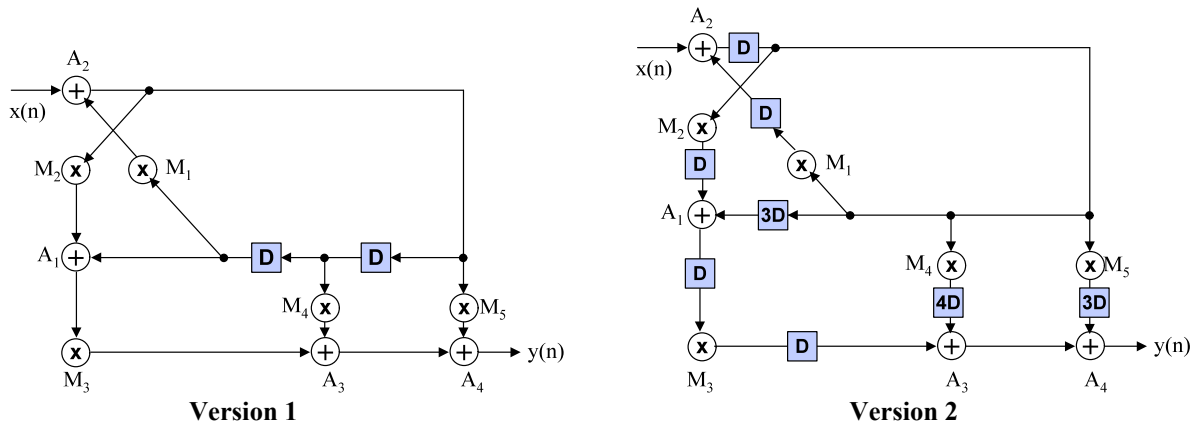 A2
x(n)
M2
x
x
M1
A1
D
D
M4
x
x
M5
x
y(n)
M3
A3
A4
Version 1
A2
D
x(n)
D
M2
x
D
x
M1
A1
3D
D
M4
x
x
M5
4D
3D
x
D
y(n)
M3
A3
A4
Version 2